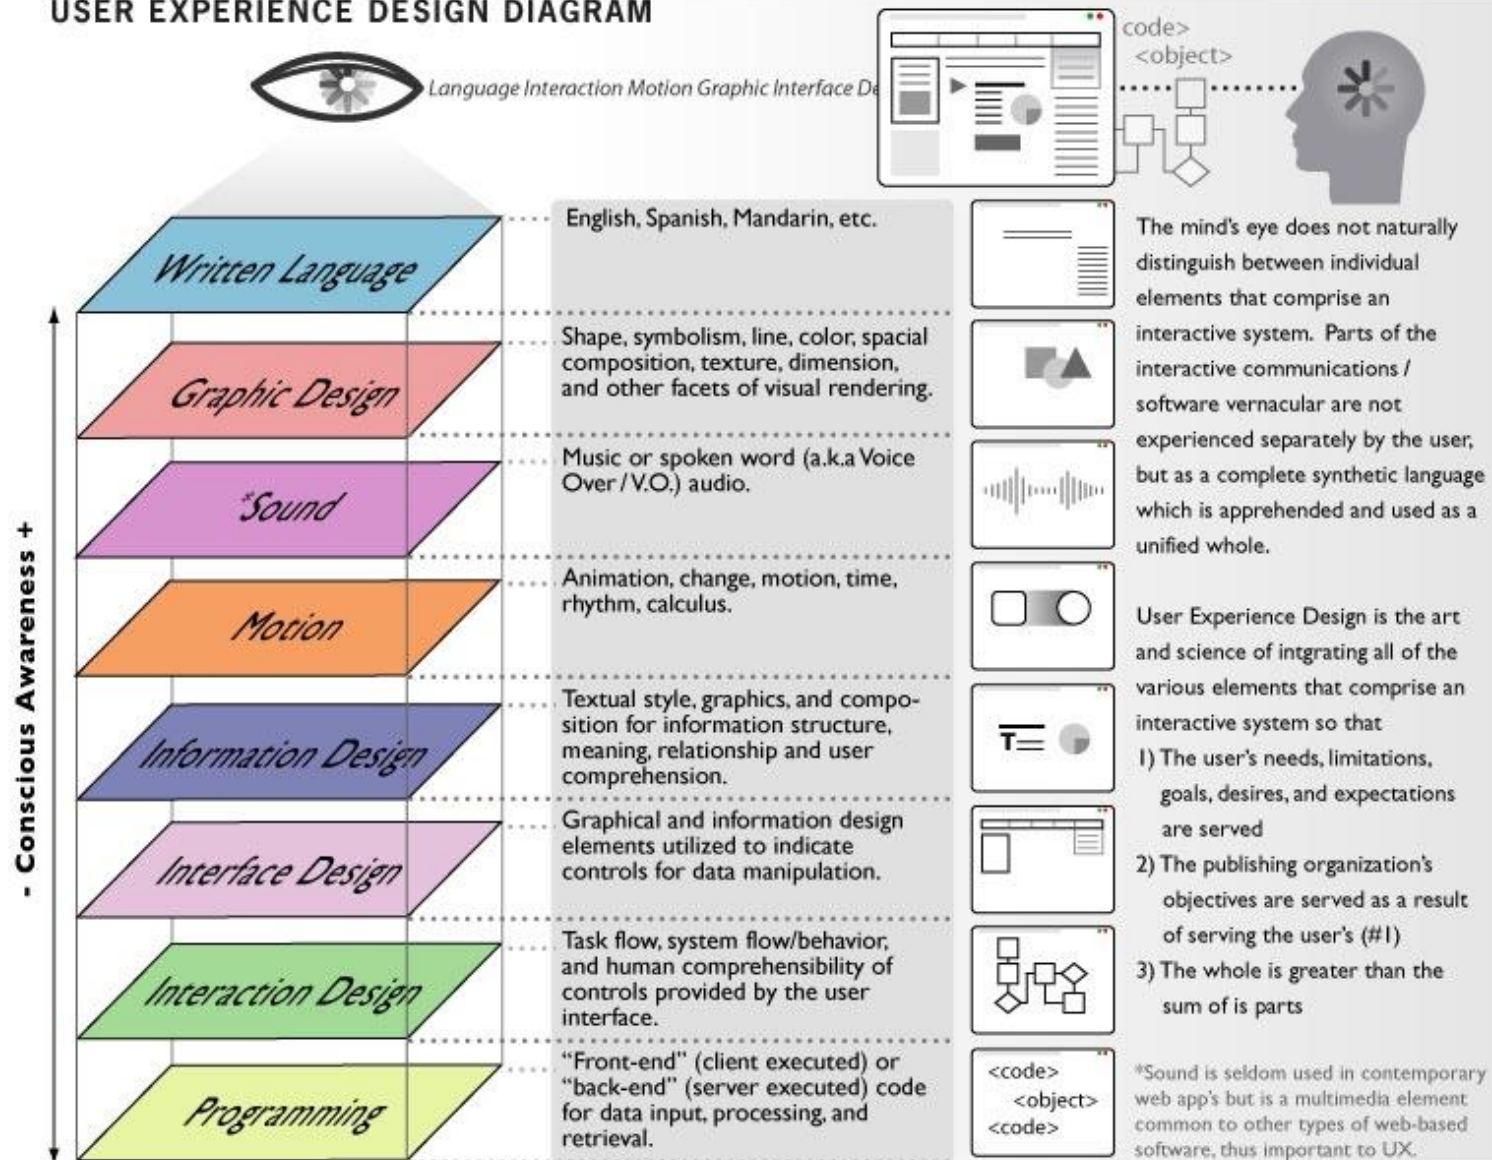 USER EXPERIENCE DESIGN DIAGRAM
Language Interaction Motion Graphic Interface De
code>
<object>
- Conscious Awareness +
Written Language
English, Spanish, Mandarin, etc.
Graphic Design
Shape, symbolism, line, color, spacial
composition, texture, dimension,
and other facets of visual rendering.
*Sound
Music or spoken word (a.k.a Voice
Over / V.O.) audio.
Motion
Animation, change, motion, time,
rhythm, calculus.
Information Design
Textual style, graphics, and compo-
sition for information structure,
meaning, relationship and user
comprehension.
T
Interface Design
Graphical and information design
elements utilized to indicate
controls for data manipulation.
Interaction Design
Task flow, system flow/behavior,
and human comprehensibility of
controls provided by the user
interface.
Programming
“Front-end” (client executed) or
“back-end” (server executed) code
for data input, processing, and
retrieval.
<code>
<object>
<code>
The mind’s eye does not naturally
distinguish between individual
elements that comprise an
interactive system. Parts of the
interactive communications /
software vernacular are not
experienced separately by the user,
but as a complete synthetic language
which is apprehended and used as a
unified whole.
User Experience Design is the art
and science of intgrating all of the
various elements that comprise an
interactive system so that
1) The user’s needs, limitations,
goals, desires, and expectations
are served
2) The publishing organization’s
objectives are served as a result
of serving the user’s (#1)
3) The whole is greater than the
sum of is parts
*Sound is seldom used in contemporary
web app’s but is a multimedia element
common to other types of web-based
software, thus important to UX.